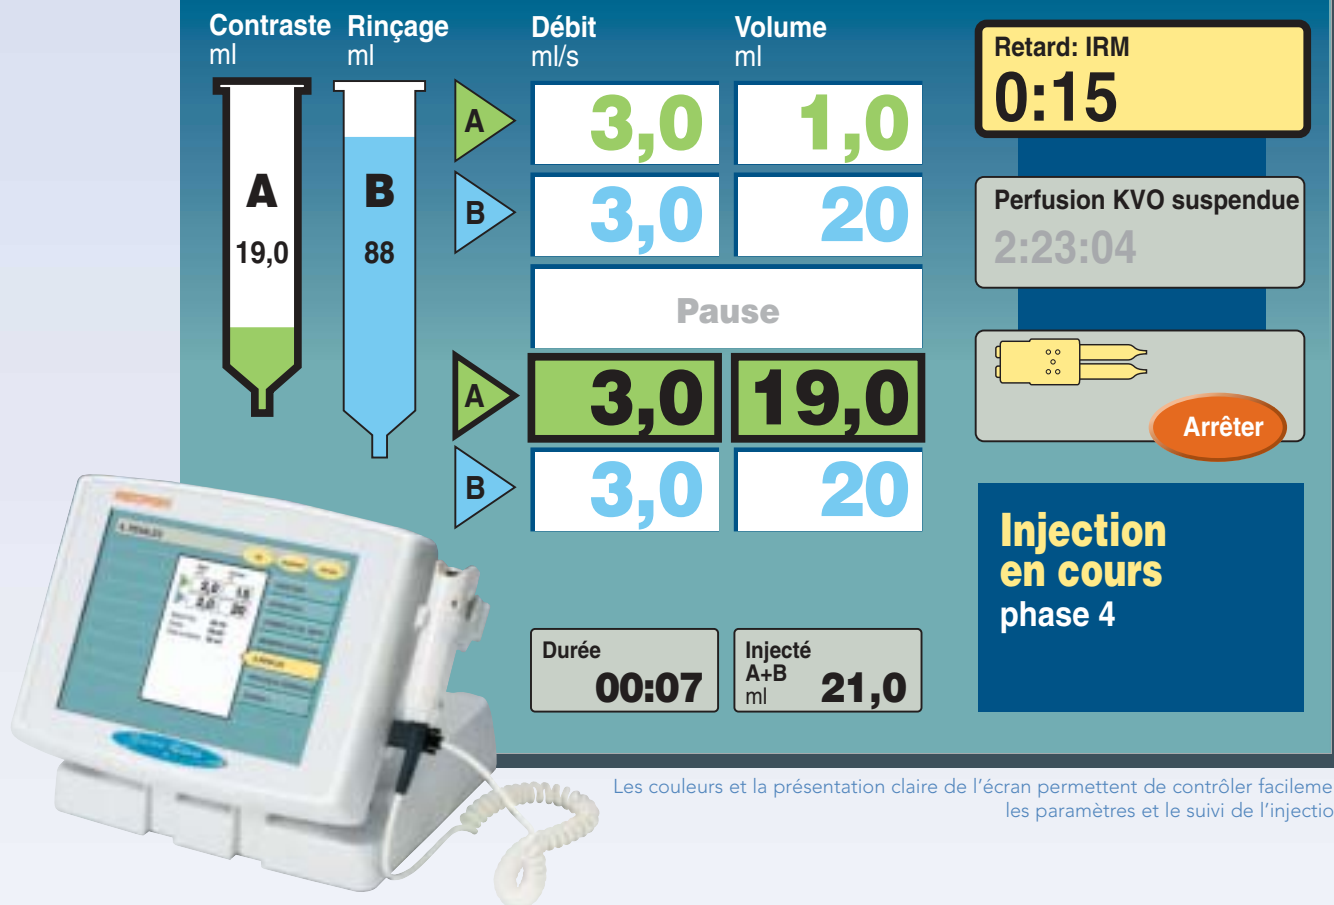 Contraste
ml
Rinçage
ml
Débit
ml/s
Volume
ml
A
19,0
B
88
A
3,0
1,0
B
3,0
20
Pause
A
3,0
19,0
B
3,0
20
Durée
00:07
Injecté
A+B
ml
21,0
Retard: IRM
0:15
Perfusion KVO suspendue
2:23:04
Arrêter
Injection
en cours
phase 4
Les couleurs et la présentation claire de l'écran permettent de contrôler facileme
les paramètres et le suivi de l'injectio